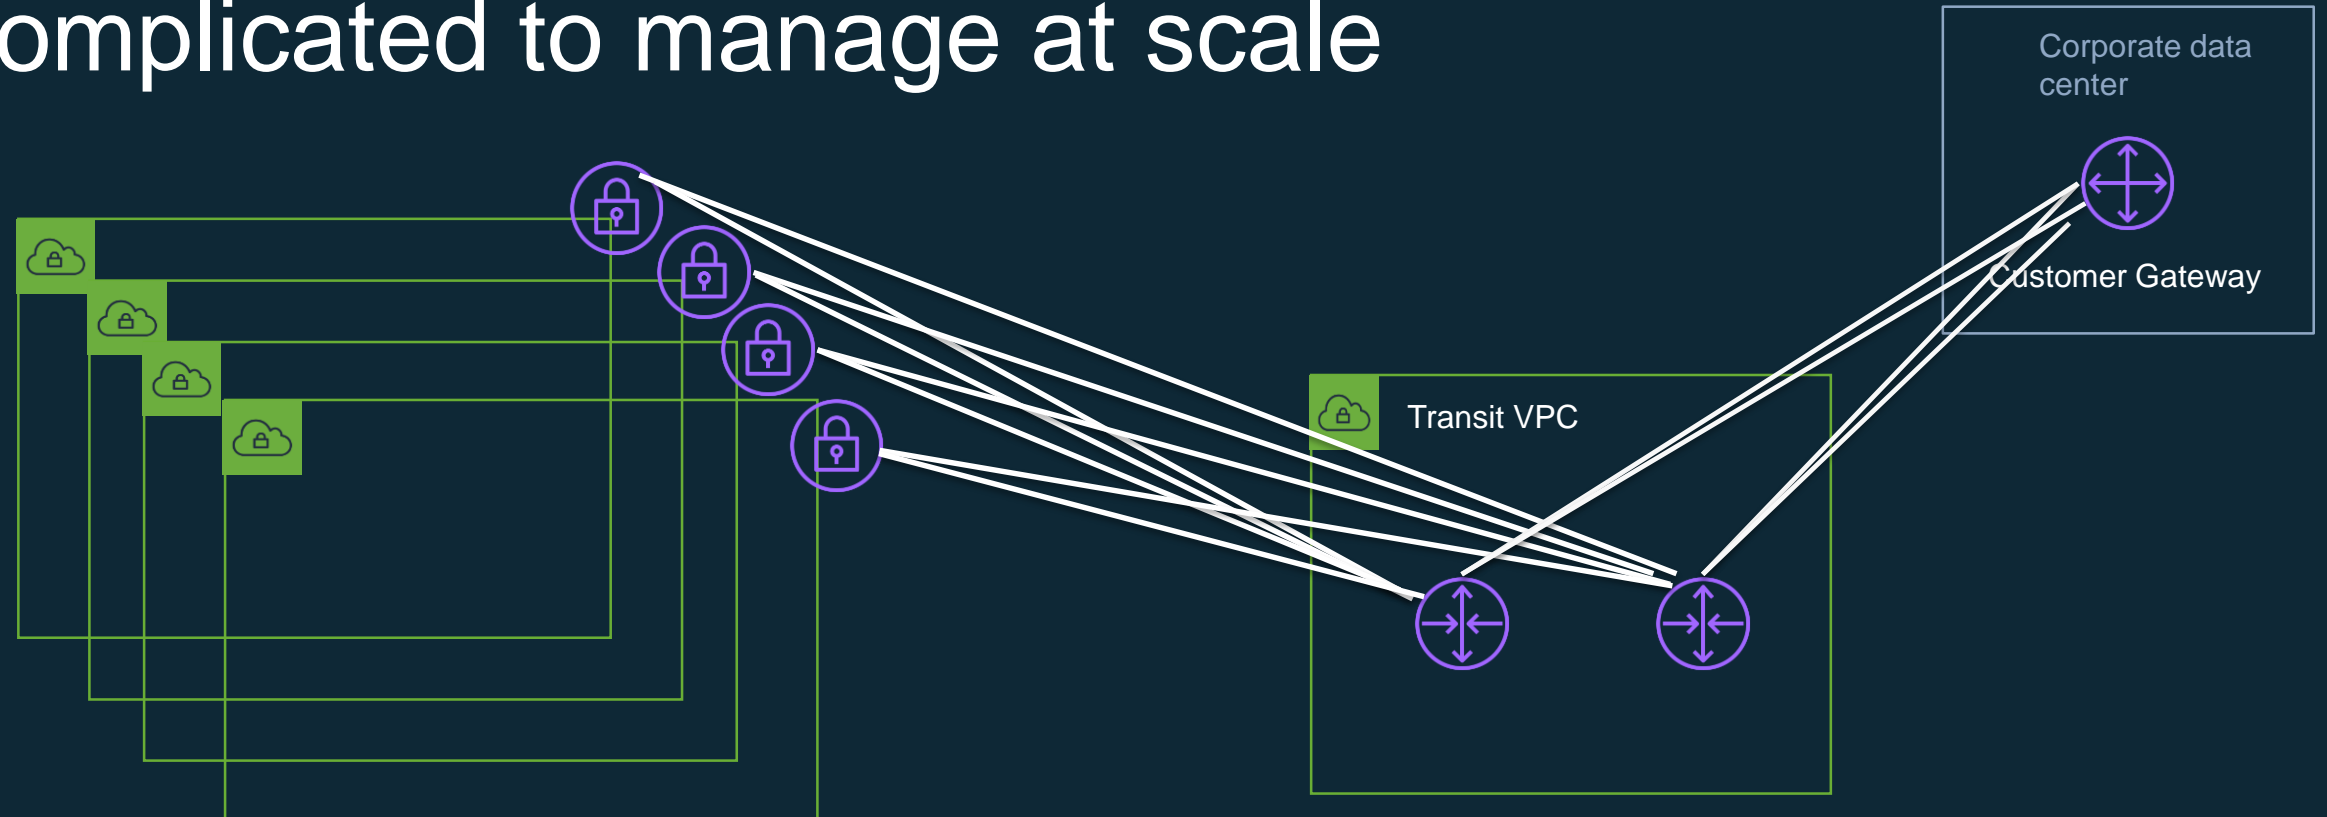 omplicated to manage at scale
Corporate data
center
Customer Gateway
Transit VPC